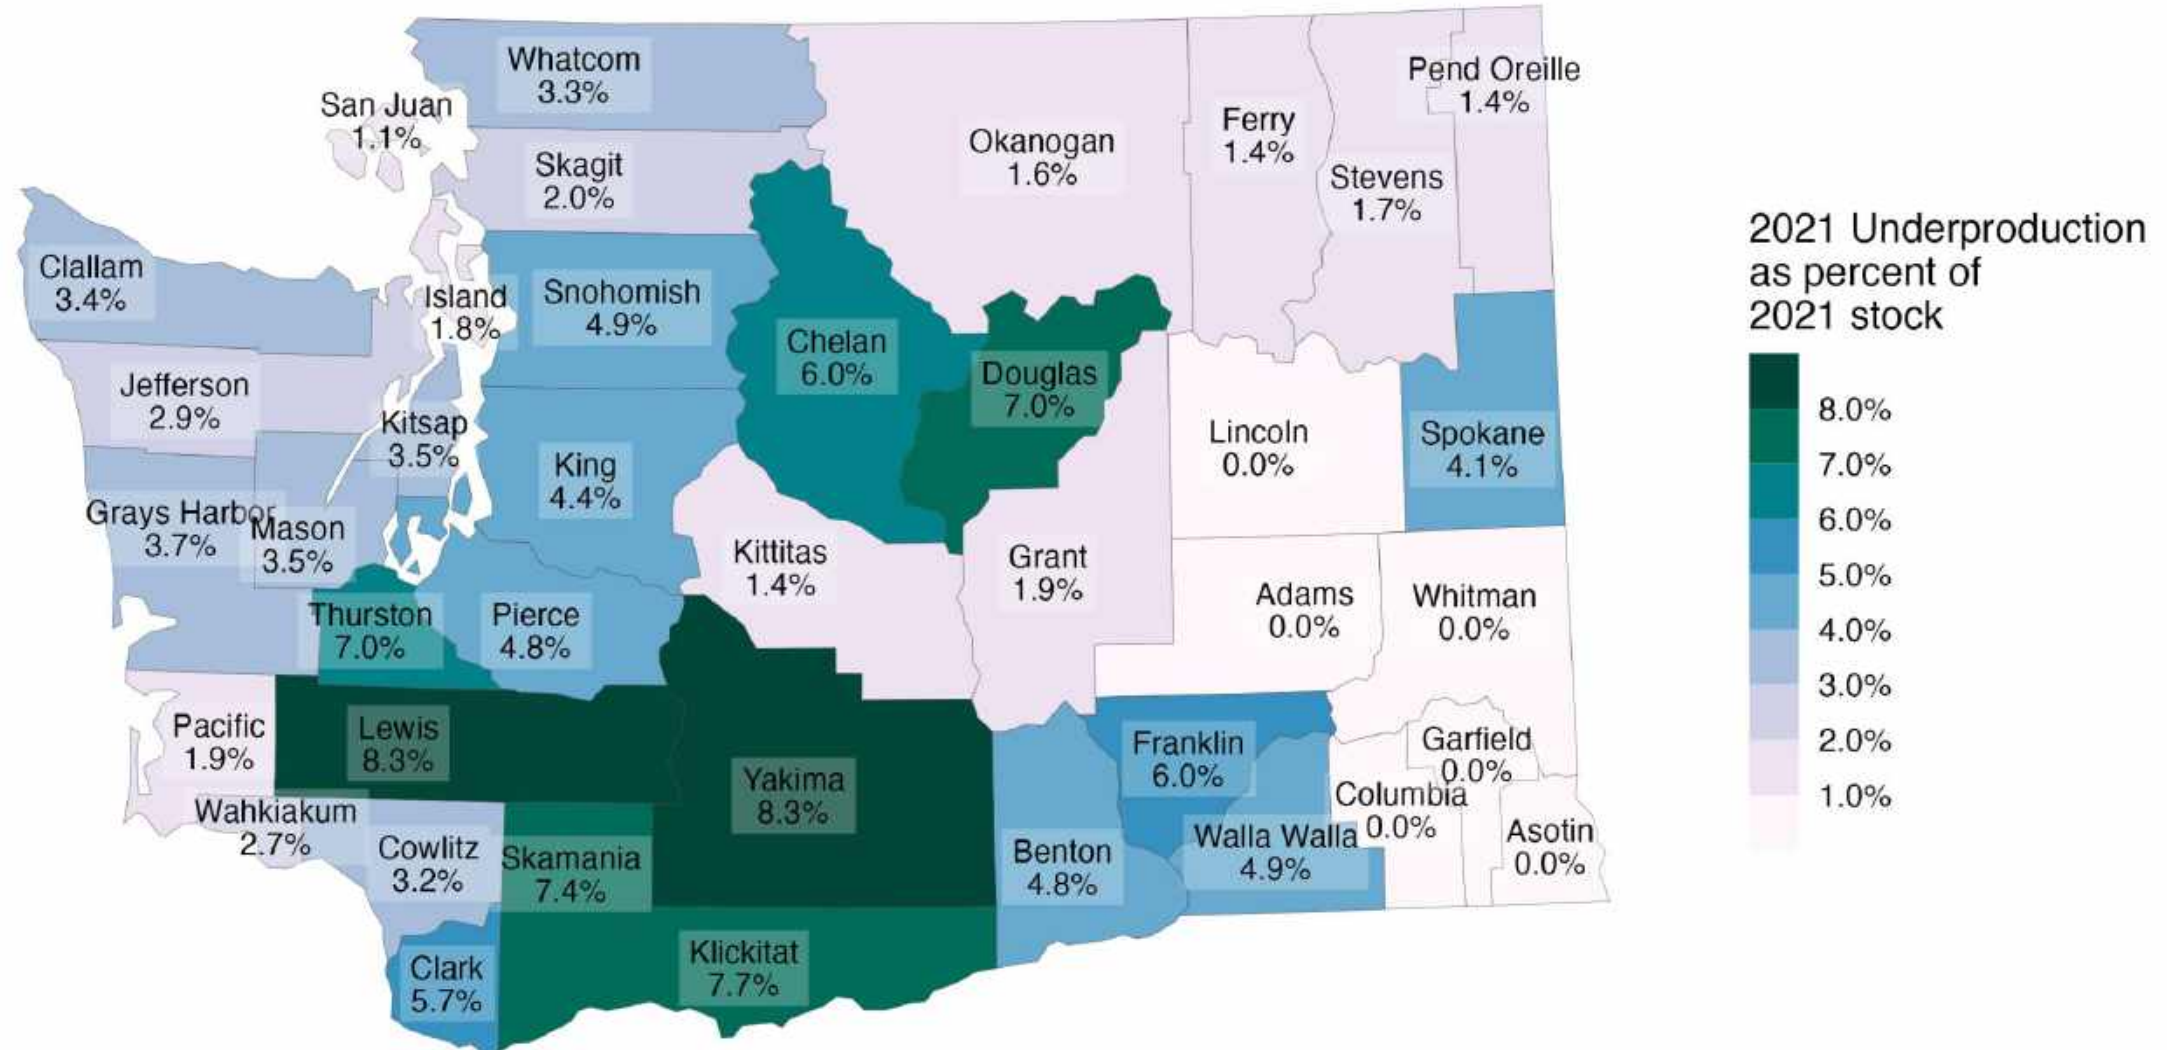 Whatcom
3.3%
San Juan
1.1%
Skagit
2.0%
Okanogan
1.6%
Ferry
1.4%
Stevens
1.7%
Pend Oreille
1.4%
Clallam
3.4%
Island
1.8%
Snohomish
4.9%
Chelan
6.0%
Douglas
7.0%
Jefferson
2.9%
Kitsap
3.5%
King
4.4%
Lincoln
0.0%
Spokane
4.1%
Grays Harbor
3.7%
Mason
3.5%
Kittitas
1.4%
Grant
1.9%
Adams
0.0%
Whitman
0.0%
Thurston
7.0%
Pierce
4.8%
Pacific
1.9%
Lewis
8.3%
Yakima
8.3%
Franklin
6.0%
Garfield
0.0%
Columbia
0.0%
Wahkiakum
2.7%
Cowlitz
3.2%
Skamania
7.4%
Benton
4.8%
Walla Walla
4.9%
Asotin
0.0%
Clark
5.7%
Klickitat
7.7%
2021 Underproduction
as percent of
2021 stock
8.0%
7.0%
6.0%
5.0%
4.0%
3.0%
2.0%
1.0%